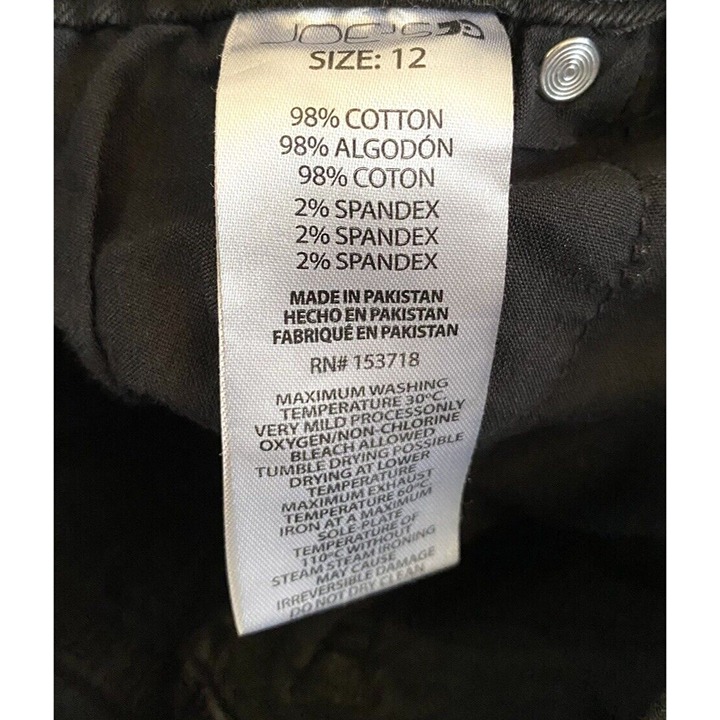 JOE'S
SIZE: 12
98% COTTON
98% ALGODÓN
98% COTON
2% SPANDEX
2% SPANDEX
2% SPANDEX
MADE IN PAKISTAN
HECHO EN PAKISTAN
FABRIQUÉ EN PAKISTAN
RN# 153718
MAXIMUM WASHING
TEMPERATURE 30°C.
VERY MILD PROCESSONLY
OXYGEN/NON-CHLORINE
BLEACH ALLOWED
TUMBLE DRYING POSSIBLE
DRYING AT LOWER
TEMPERATURE
MAXIMUM EXHAUST
TEMPERATURE 60°C.
IRON AT A MAXIMUM
SOLE-PLATE
TEMPERATURE OF
110°C WITHOUT
STEAM STEAM IRONING
MAY CAUSE
IRREVERSIBLE DAMAGE
DO NOT DRY CLEAN